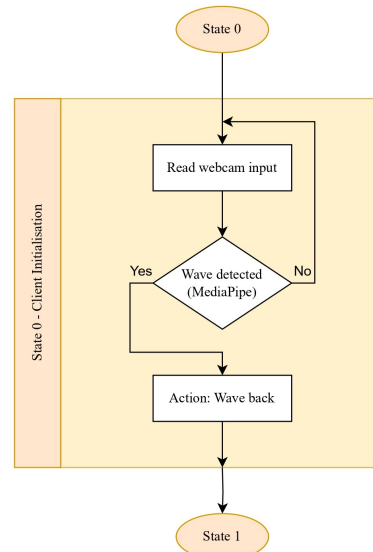 State 0
State 0 - Client Initialisation
Read webcam input
Wave detected
(MediaPipe)
Yes
No
Action: Wave back
State 1